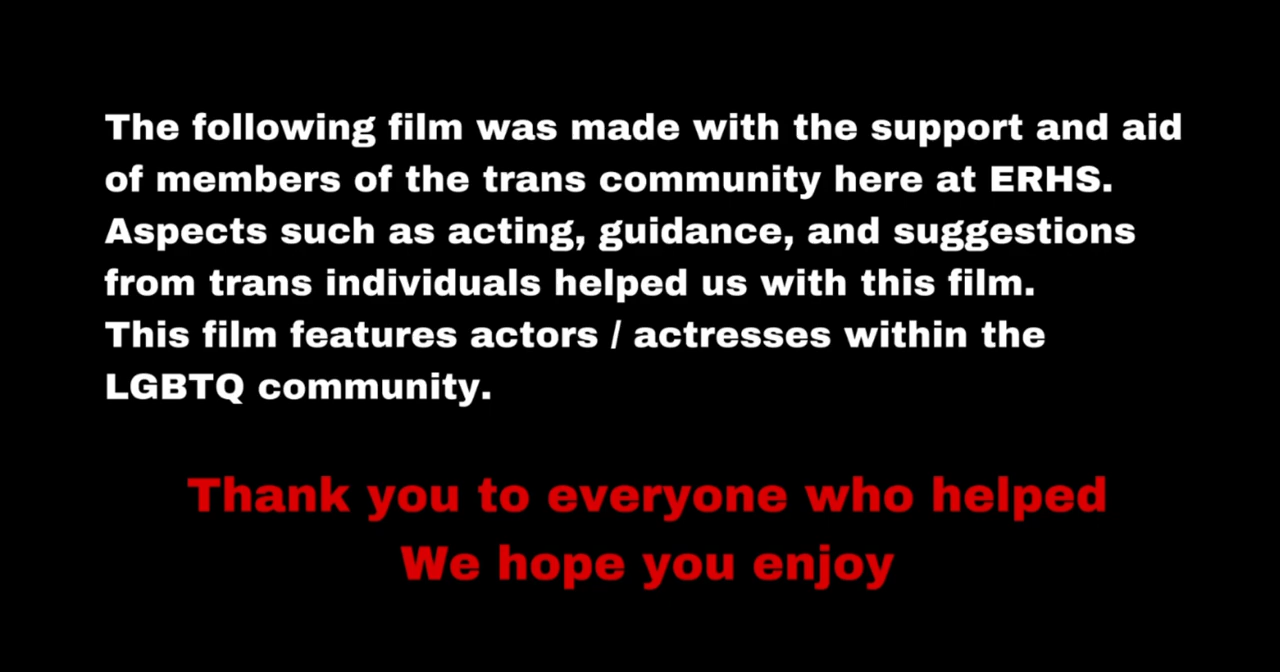 The following film was made with the support and aid
of members of the trans community here at ERHS.
Aspects such as acting, guidance, and suggestions
from trans individuals helped us with this film.
This film features actors / actresses within the
LGBTQ community.
Thank you to everyone who helped
We hope you enjoy